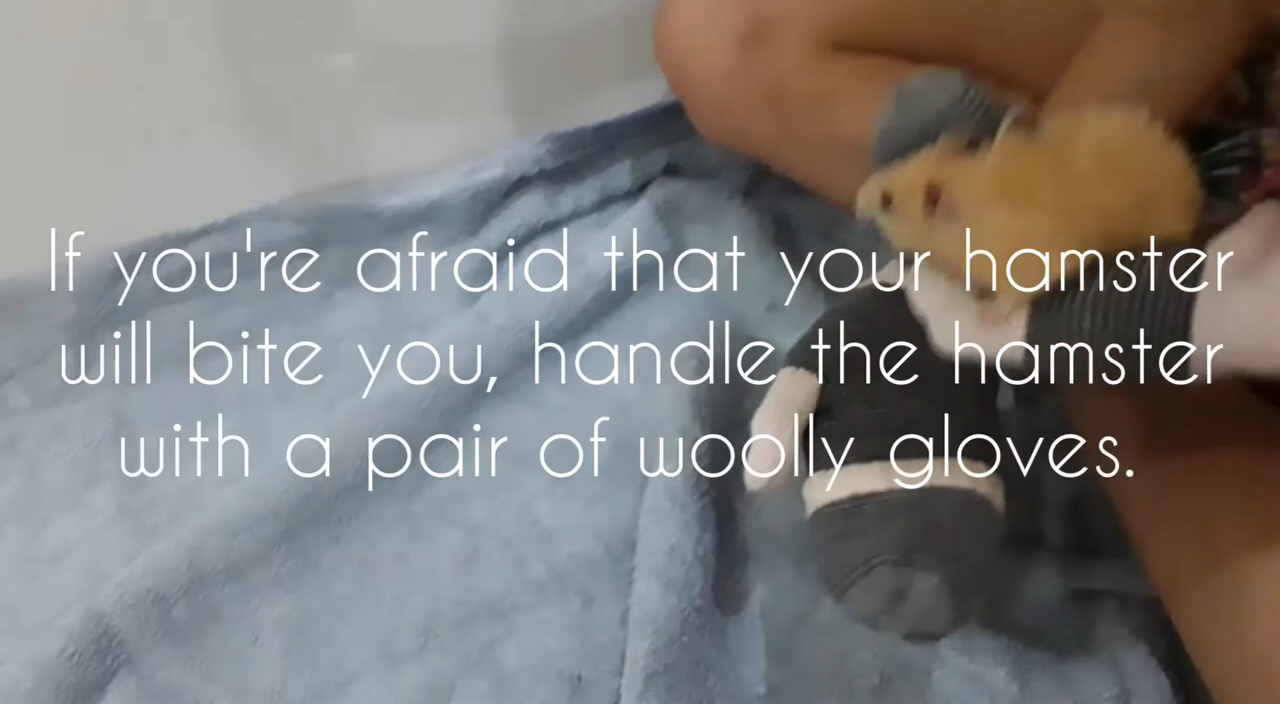 If you're afraid that your hamster
will bite you, handle the hamster
with a pair of woolly gloves.